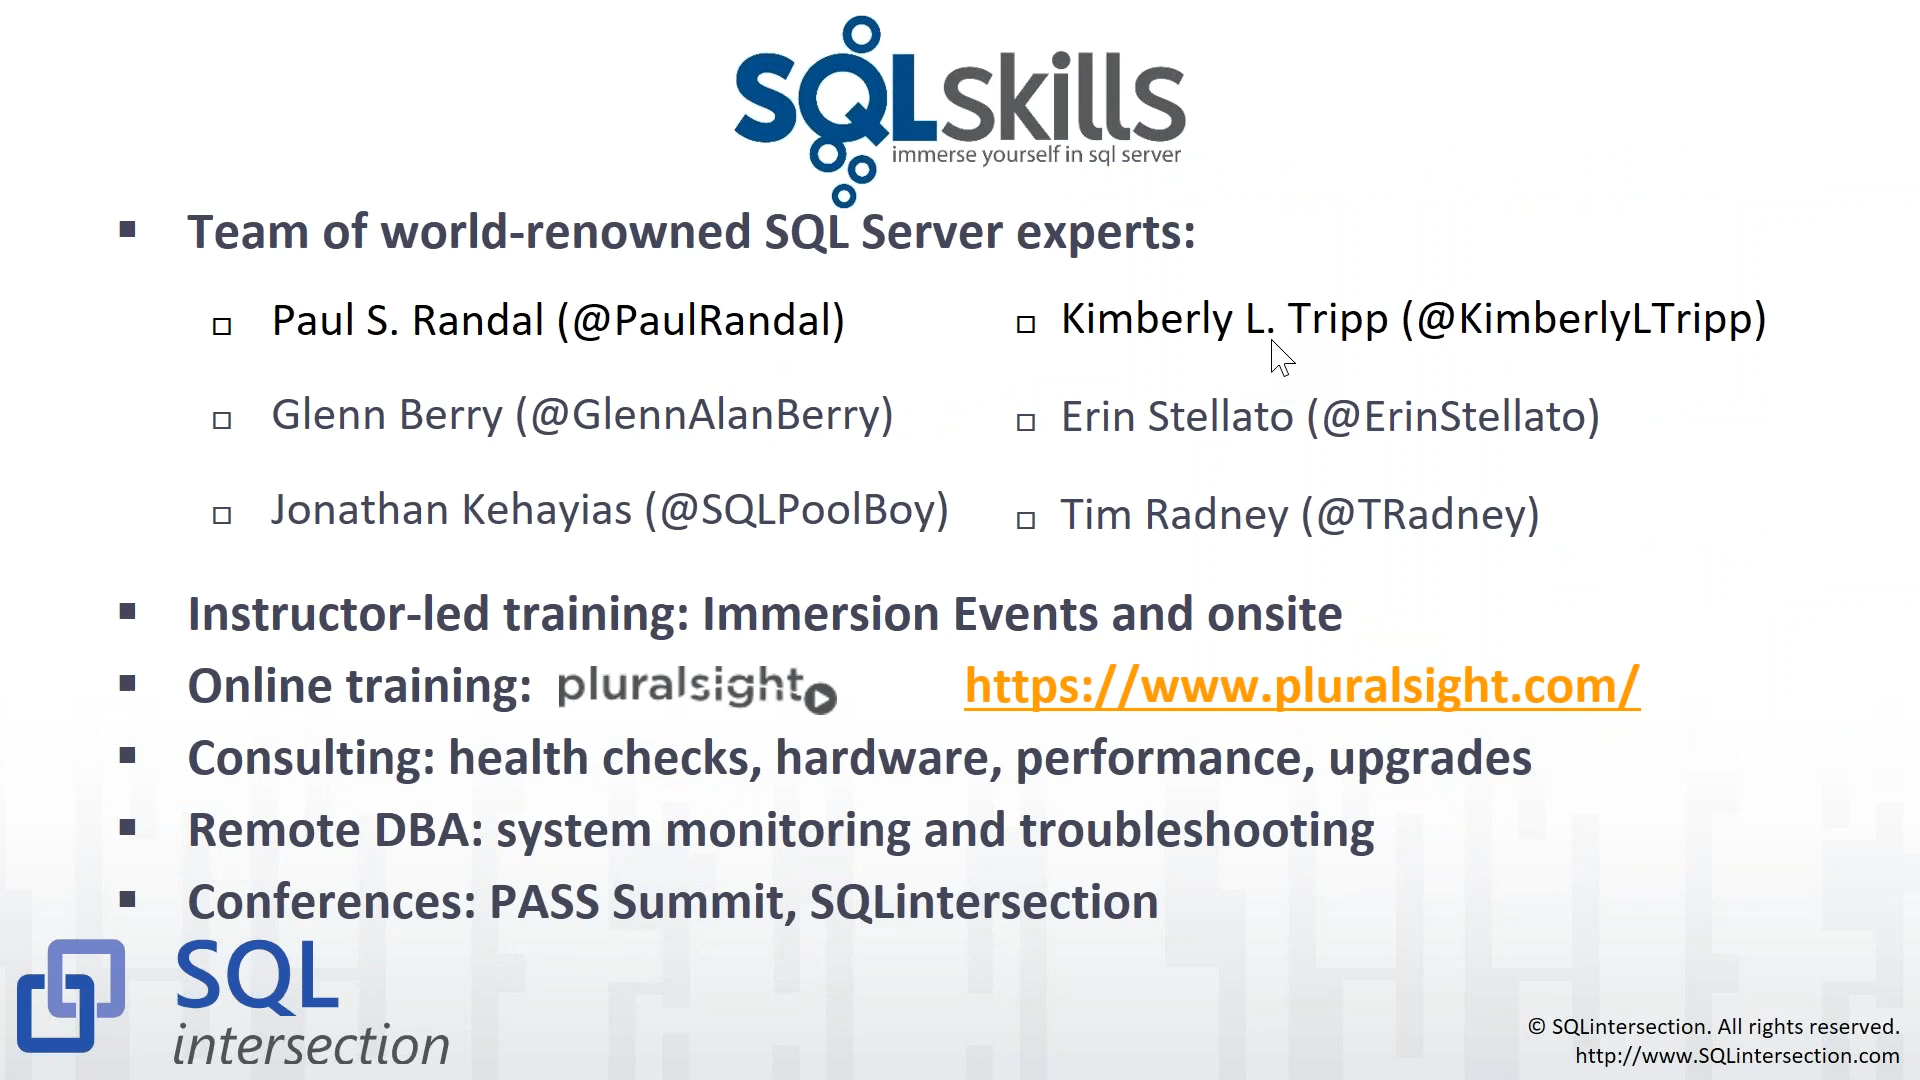 SQLskills
immerse yourself in sql server
Team of world-renowned SQL Server experts:
Paul S. Randal (@PaulRandal)
Kimberly L. Tripp (@KimberlyLTripp)
Glenn Berry (@GlennAlanBerry)
Erin Stellato (@ErinStellato)
Jonathan Kehayias (@SQLPoolBoy)
Tim Radney (@TRadney)
Instructor-led training: Immersion Events and onsite
Online training: pluralsight https://www.pluralsight.com/
Consulting: health checks, hardware, performance, upgrades
Remote DBA: system monitoring and troubleshooting
Conferences: PASS Summit, SQLintersection
SQL
intersection
© SQLintersection. All rights reserved.
http://www.SQLintersection.com